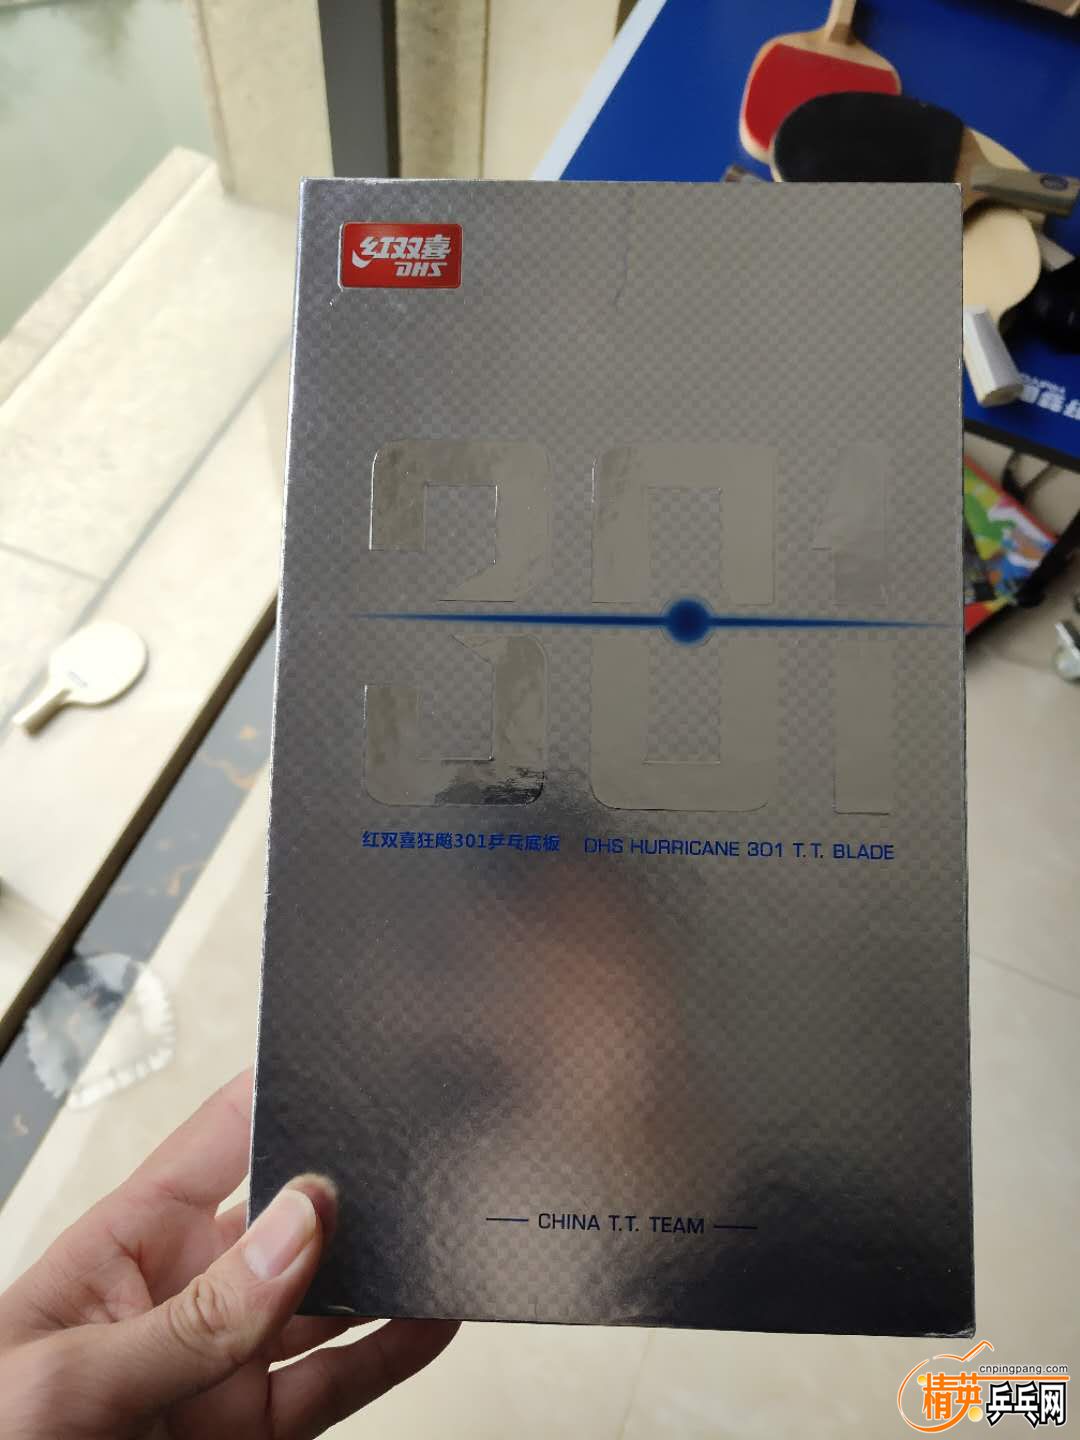 红双喜
DHS
301
红双喜狂飚301乒乓底板 DHS HURRICANE 301 T.T. BLADE
CHINA T.T. TEAM
cnpingpang.com
精英乒乓网